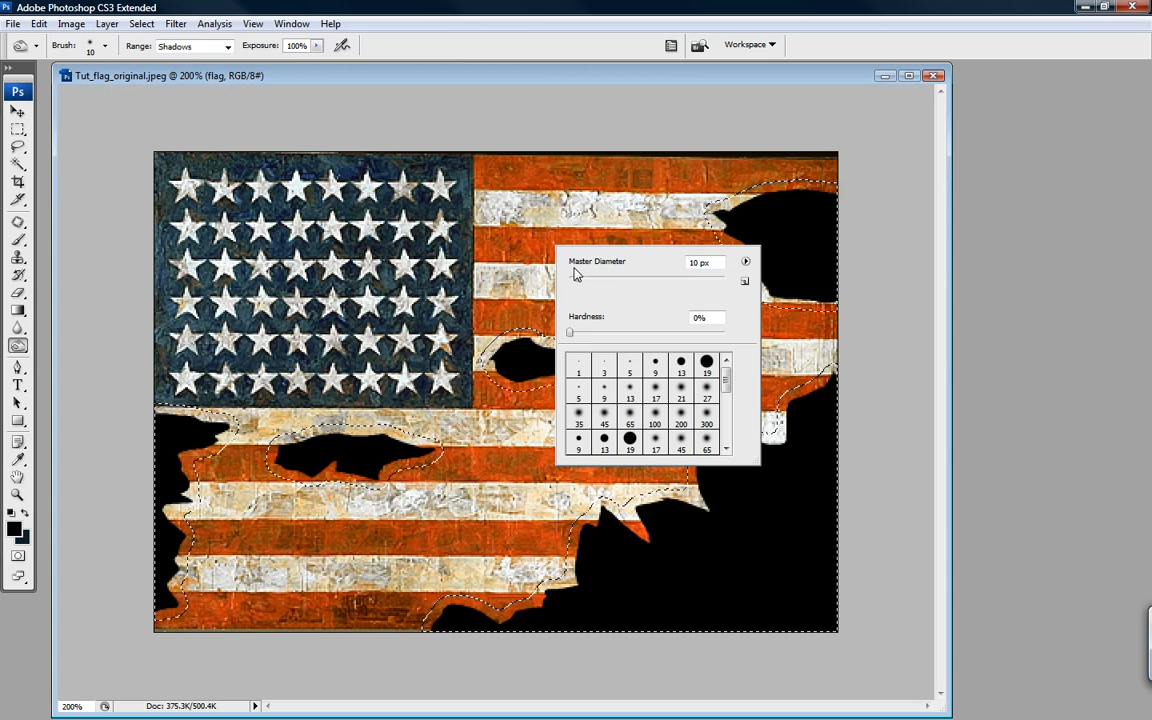 Ps Adobe Photoshop CS3 Extended
File Edit Image Layer Select Filter Analysis View Window Help
Brush: 10 Range: Shadows Exposure: 100% Workspace
Tut_flag_original.jpeg @ 200% (flag, RGB/8#)
Ps
Master Diameter 10 px
Hardness: 0%
1 3 5 9 13 19
5 9 13 17 21 27
35 45 65 100 200 300
9 13 19 17 45 65
T
200% Doc: 375.3K/500.4K